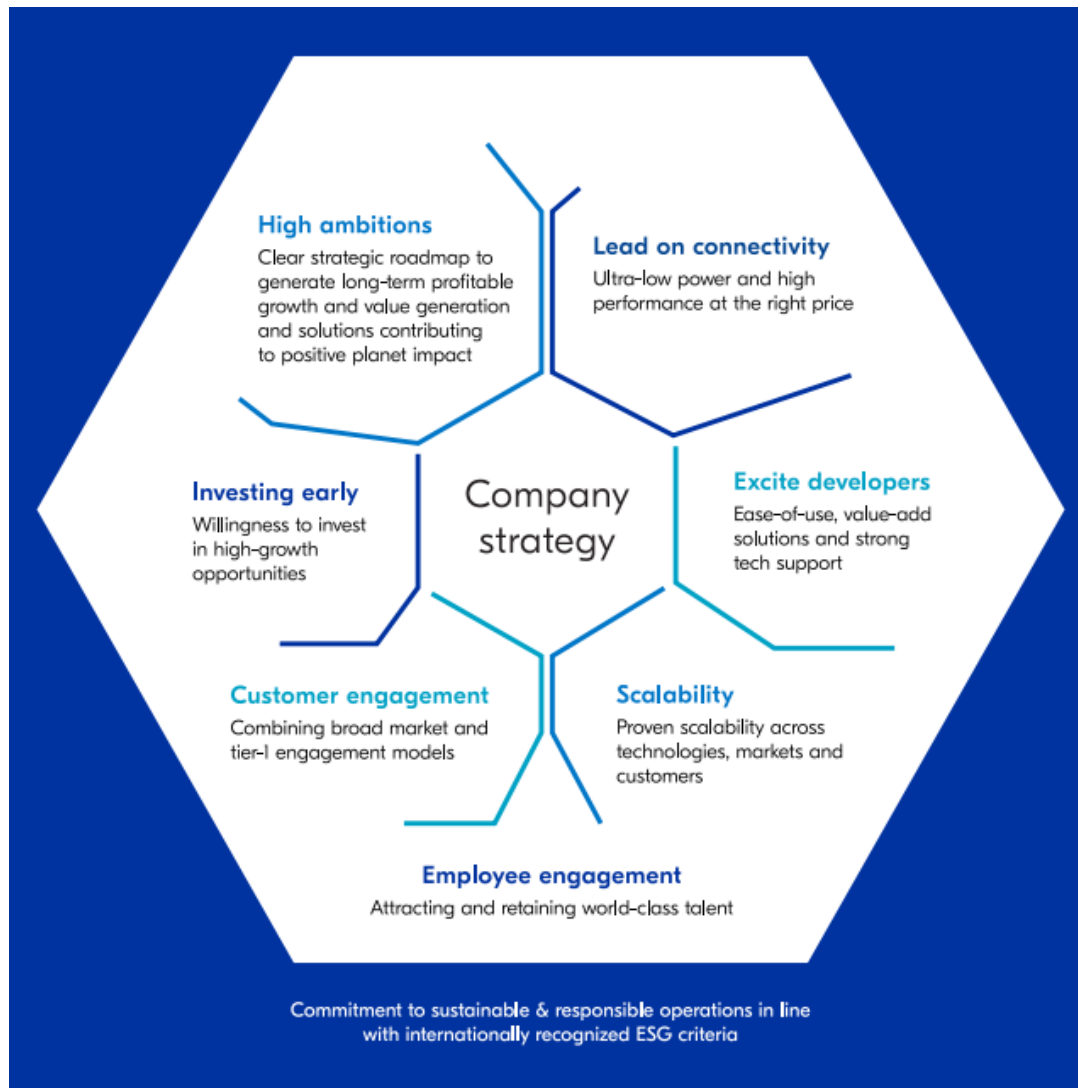 High ambitions
Clear strategic roadmap to
generate long-term profitable
growth and value generation
and solutions contributing
to positive planet impact
Lead on connectivity
Ultra-low power and high
performance at the right price
Investing early
Willingness to invest
in high-growth
opportunities
Company
strategy
Excite developers
Ease-of-use, value-add
solutions and strong
tech support
Customer engagement
Combining broad market and
tier-1 engagement models
Scalability
Proven scalability across
technologies, markets and
customers
Employee engagement
Attracting and retaining world-class talent
Commitment to sustainable & responsible operations in line
with internationally recognized ESG criteria